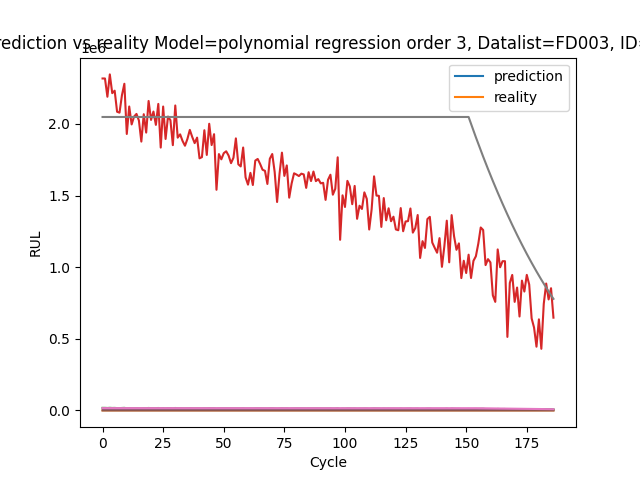 rediction vs reality Model=polynomial regression order 3, Datalist=FD003, ID=
1e6
prediction
reality
2.0
1.5
1.0
0.5
0.0
RUL
0 25 50 75 100 125 150 175
Cycle